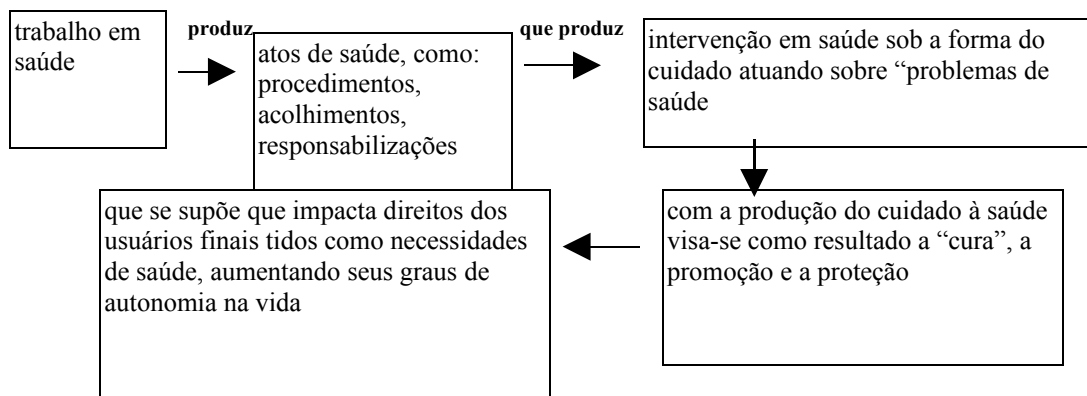 trabalho em
saúde
produz
atos de saúde, como:
procedimentos,
acolhimentos,
responsabilizações
que produz
intervenção em saúde sob a forma do
cuidado atuando sobre “problemas de
saúde
com a produção do cuidado à saúde
visa-se como resultado a “cura”, a
promoção e a proteção
que se supõe que impacta direitos dos
usuários finais tidos como necessidades
de saúde, aumentando seus graus de
autonomia na vida